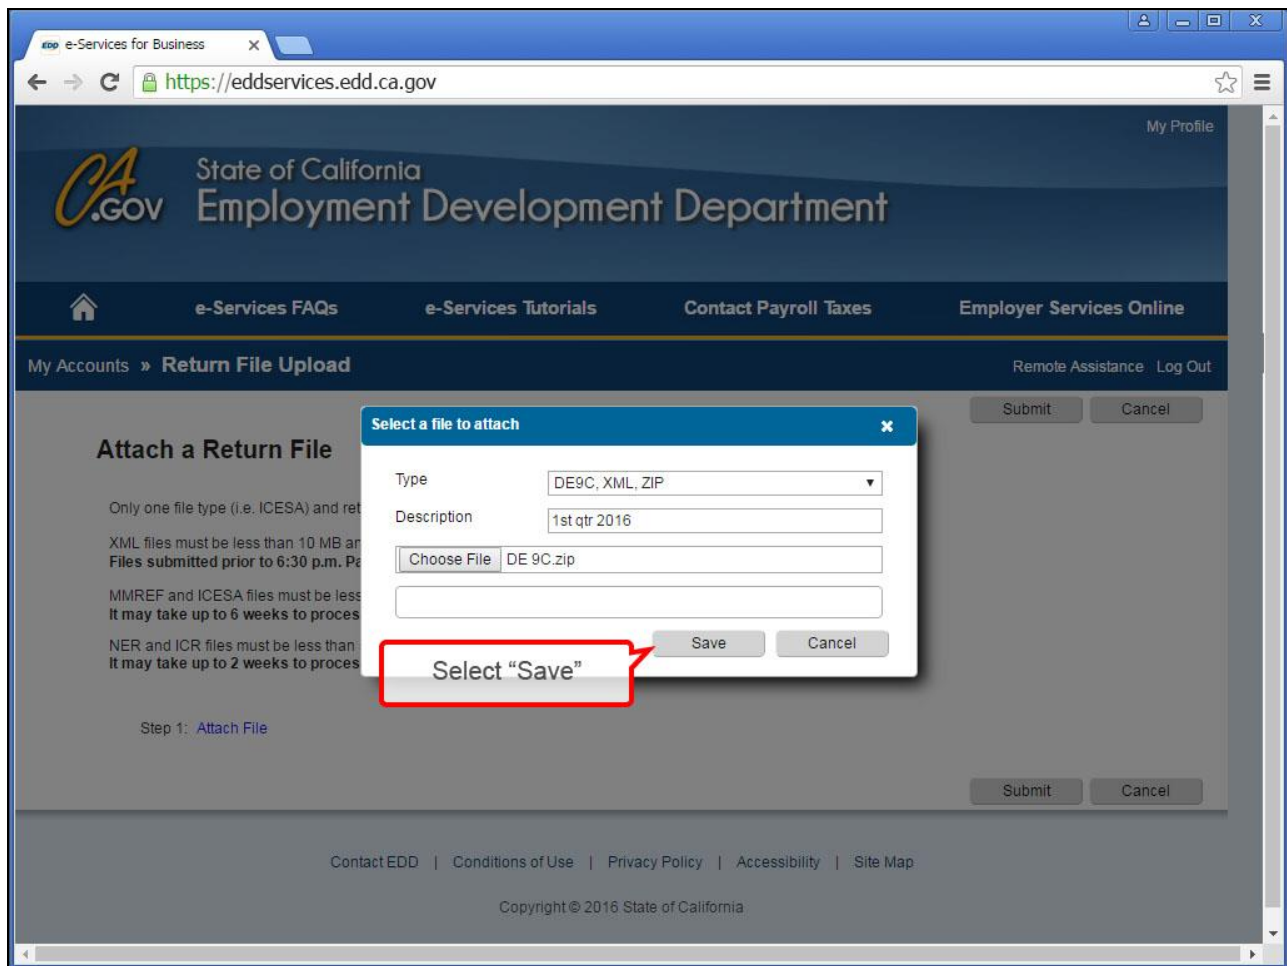 EDD e-Services for Business
https://eddservices.edd.ca.gov
My Profile
CA
.GOV
State of California
Employment Development Department
e-Services FAQs e-Services Tutorials Contact Payroll Taxes Employer Services Online
My Accounts » Return File Upload Remote Assistance Log Out
Submit Cancel
Select a file to attach
Attach a Return File
Type DE9C, XML, ZIP
Only one file type (i.e. ICESA) and ret
Description 1st qtr 2016
XML files must be less than 10 MB an
Files submitted prior to 6:30 p.m. Pa
Choose File DE 9C.zip
MMREF and ICESA files must be less
It may take up to 6 weeks to proces
NER and ICR files must be less than
It may take up to 2 weeks to proces
Save Cancel
Select “Save”
Step 1: Attach File
Submit Cancel
Contact EDD | Conditions of Use | Privacy Policy | Accessibility | Site Map
Copyright © 2016 State of California